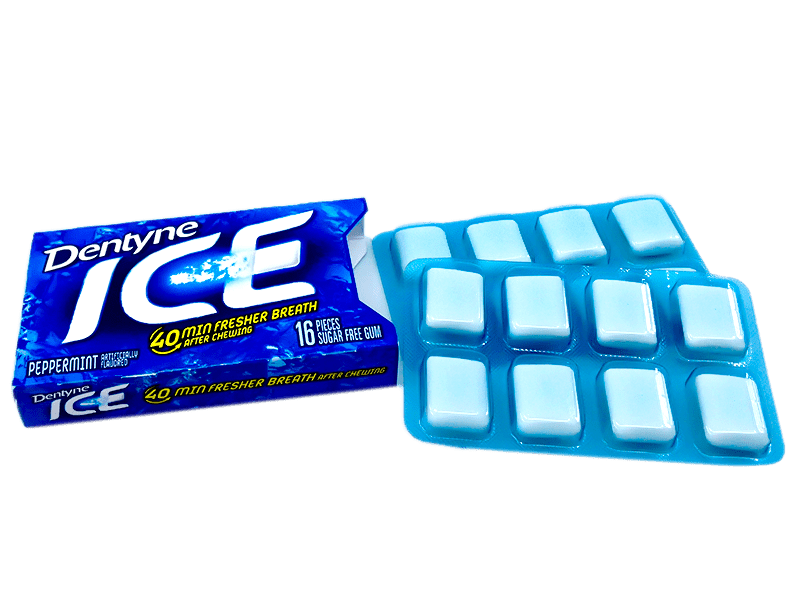 Dentyne
ICE
40 MIN FRESHER BREATH
AFTER CHEWING
PEPPERMINT ARTIFICIALLY
FLAVORED
16 PIECES
SUGAR FREE GUM
Dentyne
ICE
40 MIN FRESHER BREATH AFTER CHEWING